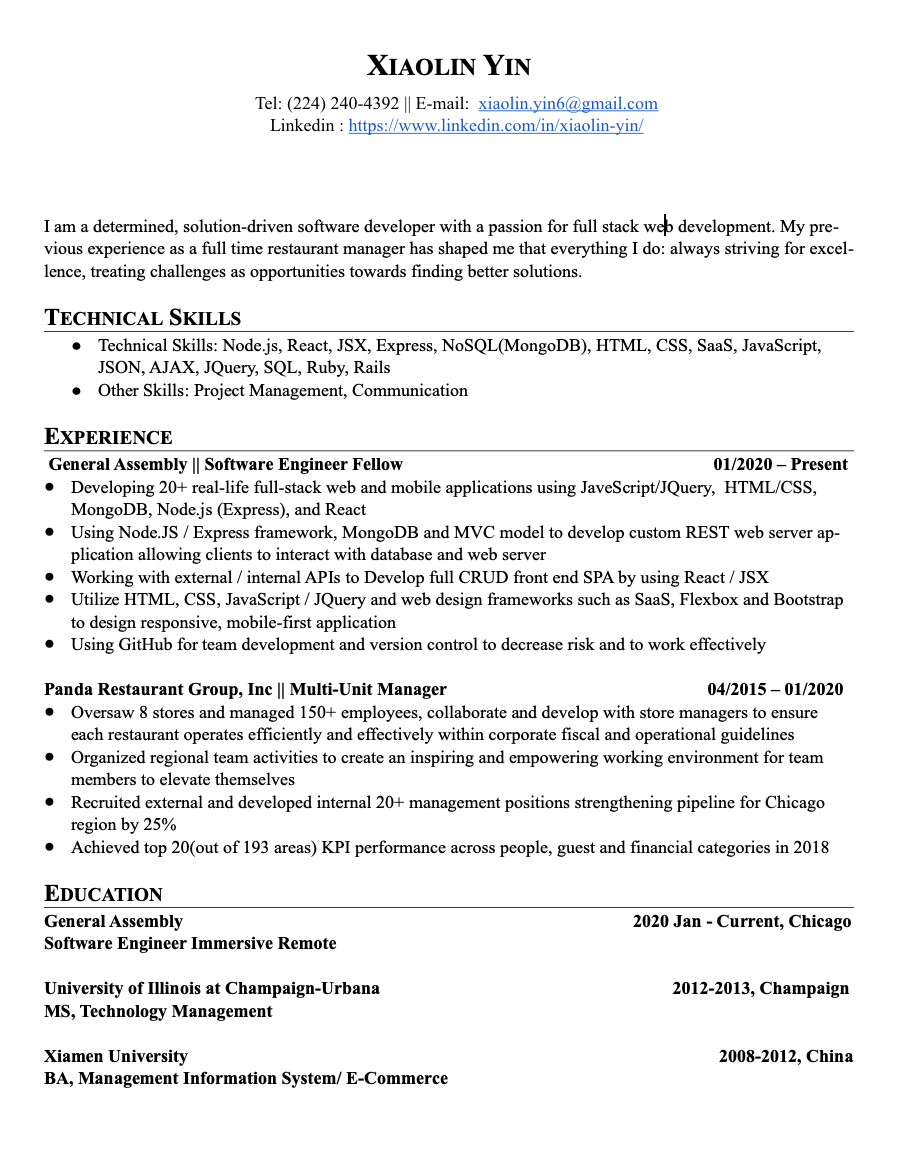 XIAOLIN YIN
Tel: (224) 240-4392 || E-mail: xiaolin.yin6@gmail.com
Linkedin : https://www.linkedin.com/in/xiaolin-yin/
I am a determined, solution-driven software developer with a passion for full stack web development. My pre-
vious experience as a full time restaurant manager has shaped me that everything I do: always striving for excel-
lence, treating challenges as opportunities towards finding better solutions.
TECHNICAL SKILLS
● Technical Skills: Node.js, React, JSX, Express, NoSQL(MongoDB), HTML, CSS, SaaS, JavaScript,
JSON, AJAX, JQuery, SQL, Ruby, Rails
● Other Skills: Project Management, Communication
EXPERIENCE
General Assembly || Software Engineer Fellow 01/2020 – Present
● Developing 20+ real-life full-stack web and mobile applications using JaveScript/JQuery, HTML/CSS,
MongoDB, Node.js (Express), and React
● Using Node.JS / Express framework, MongoDB and MVC model to develop custom REST web server ap-
plication allowing clients to interact with database and web server
● Working with external / internal APIs to Develop full CRUD front end SPA by using React / JSX
● Utilize HTML, CSS, JavaScript / JQuery and web design frameworks such as SaaS, Flexbox and Bootstrap
to design responsive, mobile-first application
● Using GitHub for team development and version control to decrease risk and to work effectively
Panda Restaurant Group, Inc || Multi-Unit Manager 04/2015 – 01/2020
● Oversaw 8 stores and managed 150+ employees, collaborate and develop with store managers to ensure
each restaurant operates efficiently and effectively within corporate fiscal and operational guidelines
● Organized regional team activities to create an inspiring and empowering working environment for team
members to elevate themselves
● Recruited external and developed internal 20+ management positions strengthening pipeline for Chicago
region by 25%
● Achieved top 20(out of 193 areas) KPI performance across people, guest and financial categories in 2018
EDUCATION
General Assembly 2020 Jan - Current, Chicago
Software Engineer Immersive Remote
University of Illinois at Champaign-Urbana 2012-2013, Champaign
MS, Technology Management
Xiamen University 2008-2012, China
BA, Management Information System/ E-Commerce